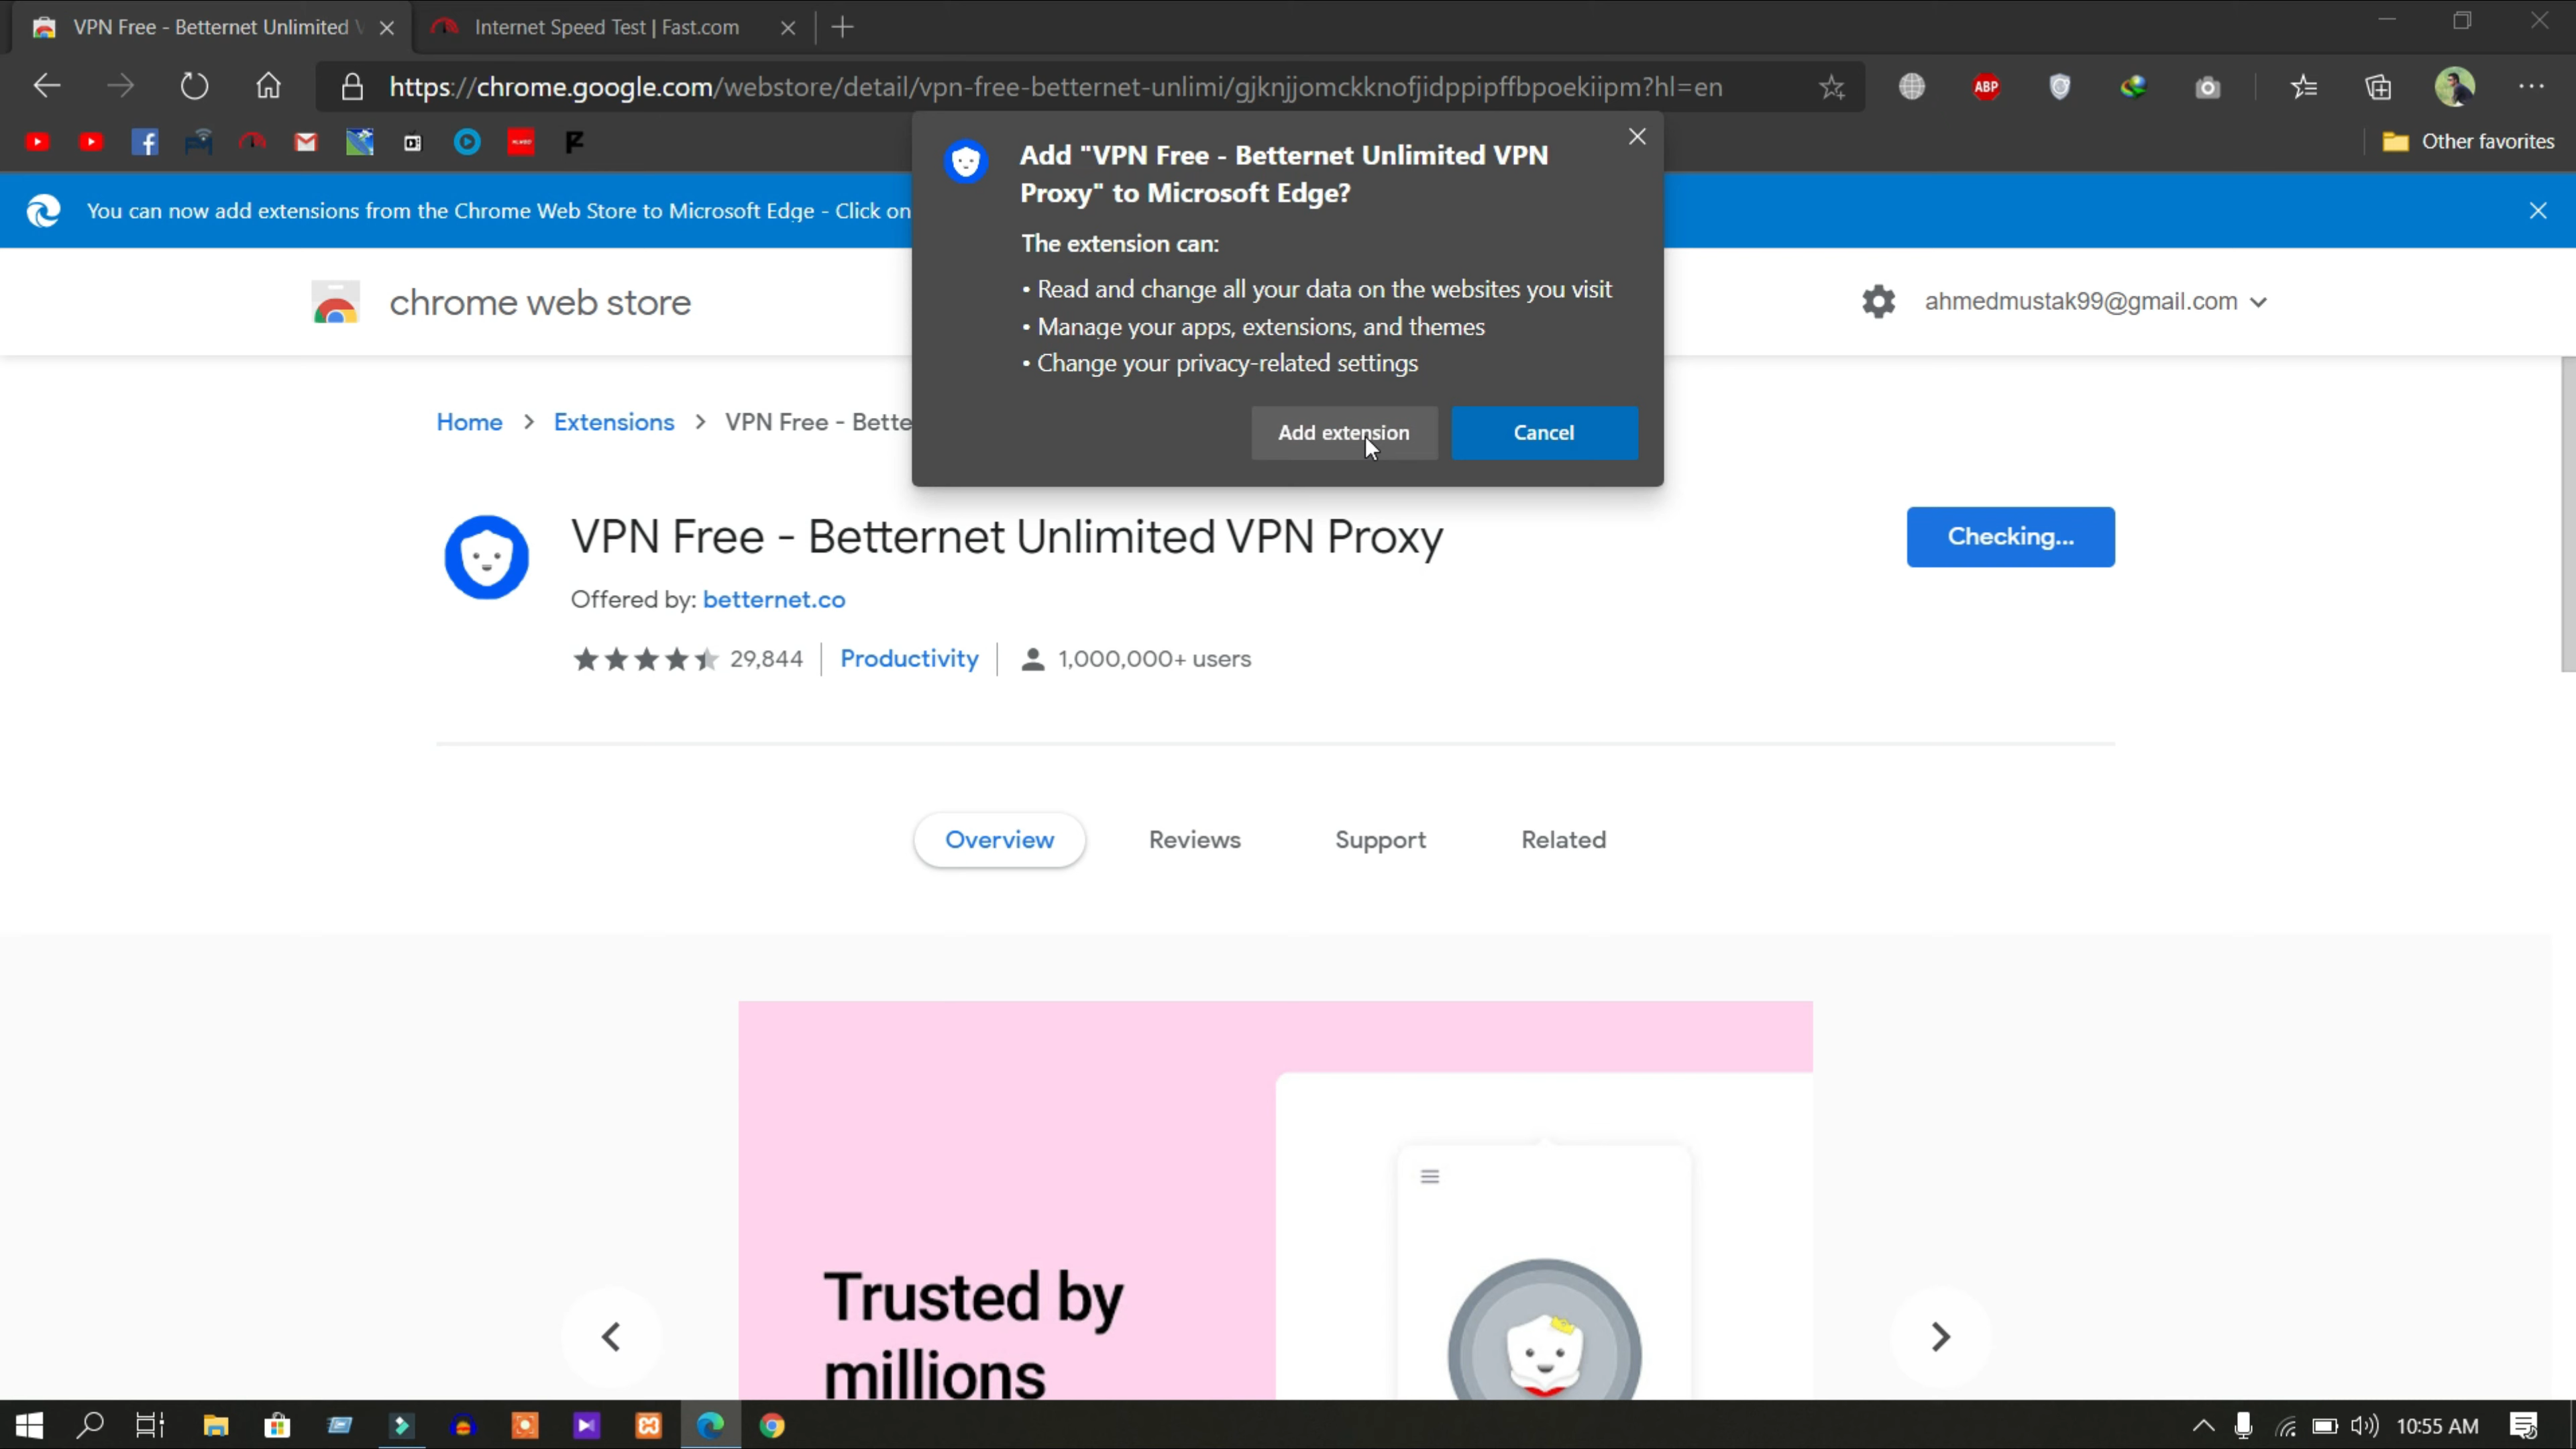 VPN Free - Betternet Unlimited
Internet Speed Test | Fast.com
https://chrome.google.com/webstore/detail/vpn-free-betternet-unlimi/gjknjjomckknofjidppipffbpoekiipm?hl=en
ABP
Other favorites
You can now add extensions from the Chrome Web Store to Microsoft Edge - Click on
Add "VPN Free - Betternet Unlimited VPN
Proxy" to Microsoft Edge?
The extension can:
• Read and change all your data on the websites you visit
• Manage your apps, extensions, and themes
• Change your privacy-related settings
Add extension
Cancel
chrome web store
ahmedmustak99@gmail.com
Home > Extensions > VPN Free - Bette
VPN Free - Betternet Unlimited VPN Proxy
Checking...
Offered by: betternet.co
29,844
Productivity
1,000,000+ users
Overview
Reviews
Support
Related
Trusted by
millions
10:55 AM